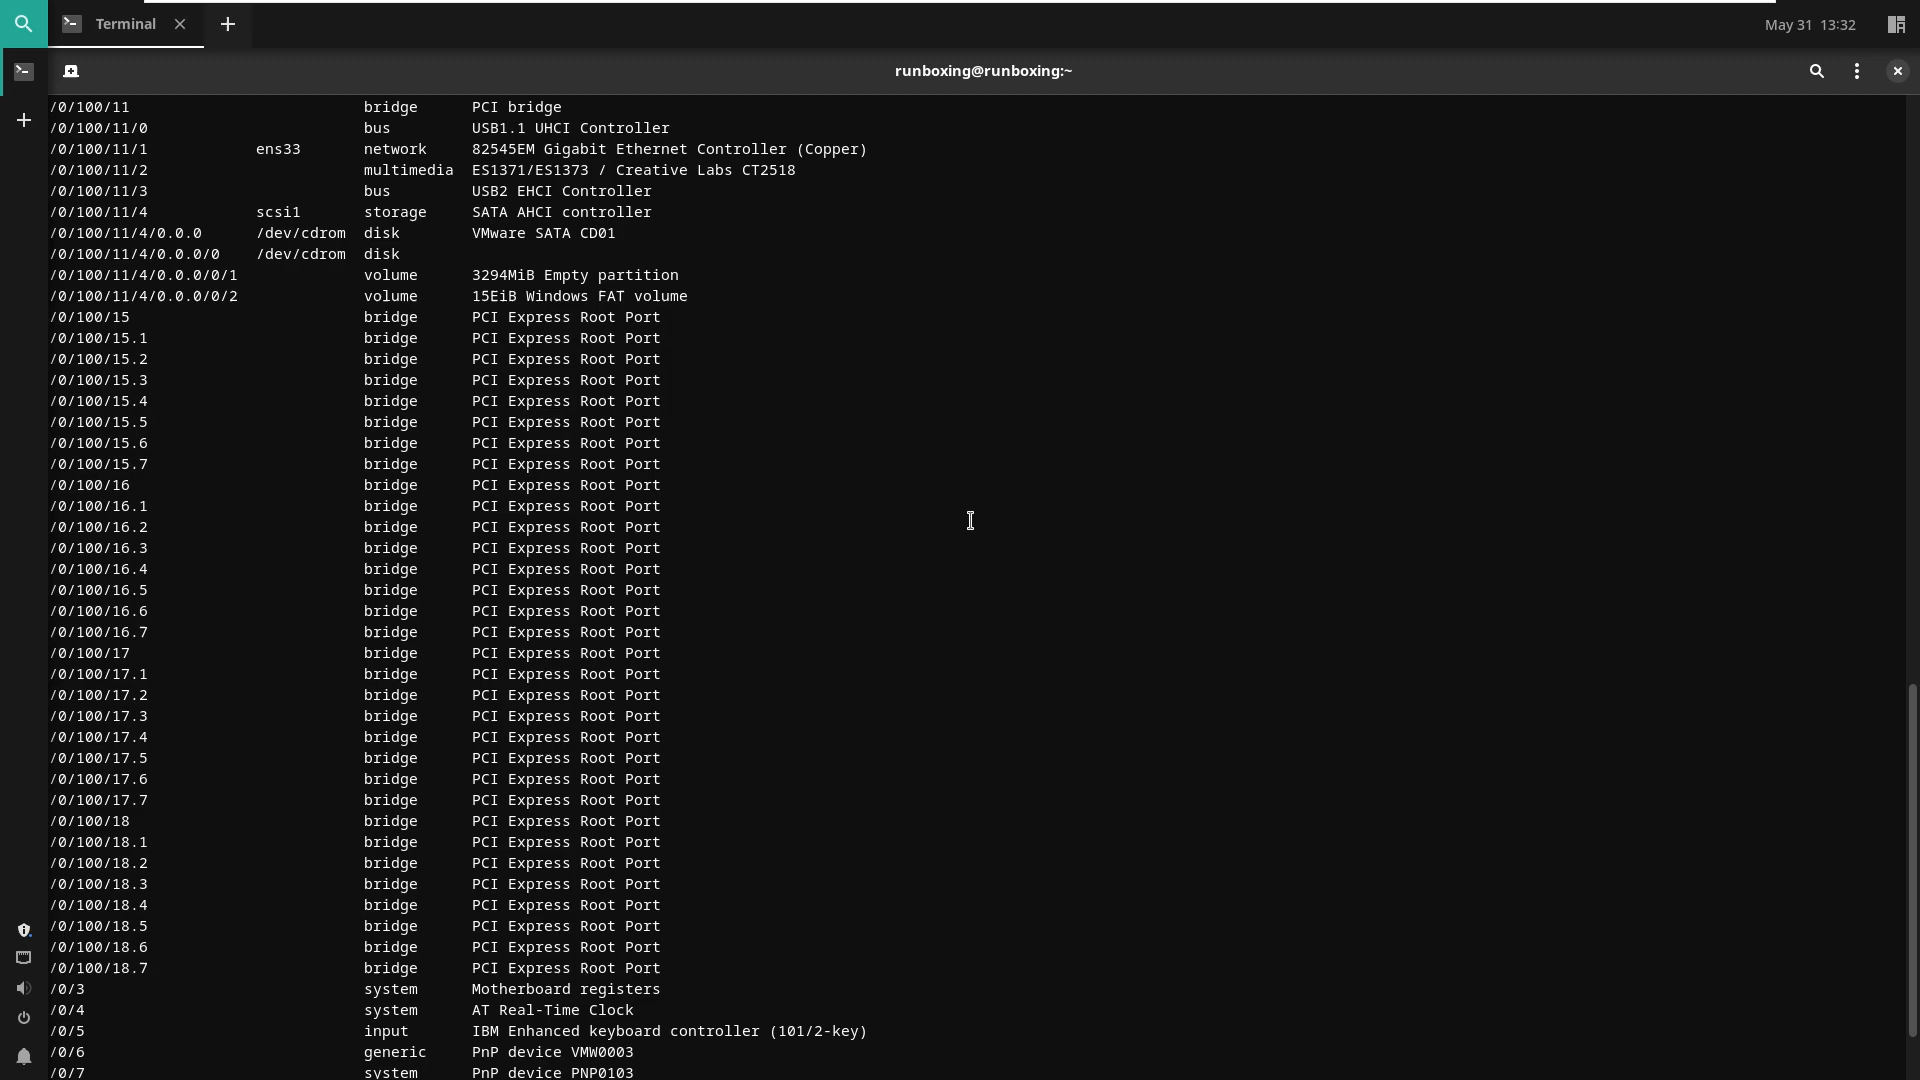 Terminal
May 31 13:32
runboxing@runboxing:~
/0/100/11 bridge PCI bridge
/0/100/11/0 bus USB1.1 UHCI Controller
/0/100/11/1 ens33 network 82545EM Gigabit Ethernet Controller (Copper)
/0/100/11/2 multimedia ES1371/ES1373 / Creative Labs CT2518
/0/100/11/3 bus USB2 EHCI Controller
/0/100/11/4 scsi1 storage SATA AHCI controller
/0/100/11/4/0.0.0 /dev/cdrom disk VMware SATA CD01
/0/100/11/4/0.0.0/0 /dev/cdrom disk
/0/100/11/4/0.0.0/0/1 volume 3294MiB Empty partition
/0/100/11/4/0.0.0/0/2 volume 15EiB Windows FAT volume
/0/100/15 bridge PCI Express Root Port
/0/100/15.1 bridge PCI Express Root Port
/0/100/15.2 bridge PCI Express Root Port
/0/100/15.3 bridge PCI Express Root Port
/0/100/15.4 bridge PCI Express Root Port
/0/100/15.5 bridge PCI Express Root Port
/0/100/15.6 bridge PCI Express Root Port
/0/100/15.7 bridge PCI Express Root Port
/0/100/16 bridge PCI Express Root Port
/0/100/16.1 bridge PCI Express Root Port
/0/100/16.2 bridge PCI Express Root Port
/0/100/16.3 bridge PCI Express Root Port
/0/100/16.4 bridge PCI Express Root Port
/0/100/16.5 bridge PCI Express Root Port
/0/100/16.6 bridge PCI Express Root Port
/0/100/16.7 bridge PCI Express Root Port
/0/100/17 bridge PCI Express Root Port
/0/100/17.1 bridge PCI Express Root Port
/0/100/17.2 bridge PCI Express Root Port
/0/100/17.3 bridge PCI Express Root Port
/0/100/17.4 bridge PCI Express Root Port
/0/100/17.5 bridge PCI Express Root Port
/0/100/17.6 bridge PCI Express Root Port
/0/100/17.7 bridge PCI Express Root Port
/0/100/18 bridge PCI Express Root Port
/0/100/18.1 bridge PCI Express Root Port
/0/100/18.2 bridge PCI Express Root Port
/0/100/18.3 bridge PCI Express Root Port
/0/100/18.4 bridge PCI Express Root Port
/0/100/18.5 bridge PCI Express Root Port
/0/100/18.6 bridge PCI Express Root Port
/0/100/18.7 bridge PCI Express Root Port
/0/3 system Motherboard registers
/0/4 system AT Real-Time Clock
/0/5 input IBM Enhanced keyboard controller (101/2-key)
/0/6 generic PnP device VMW0003
/0/7 system PnP device PNP0103